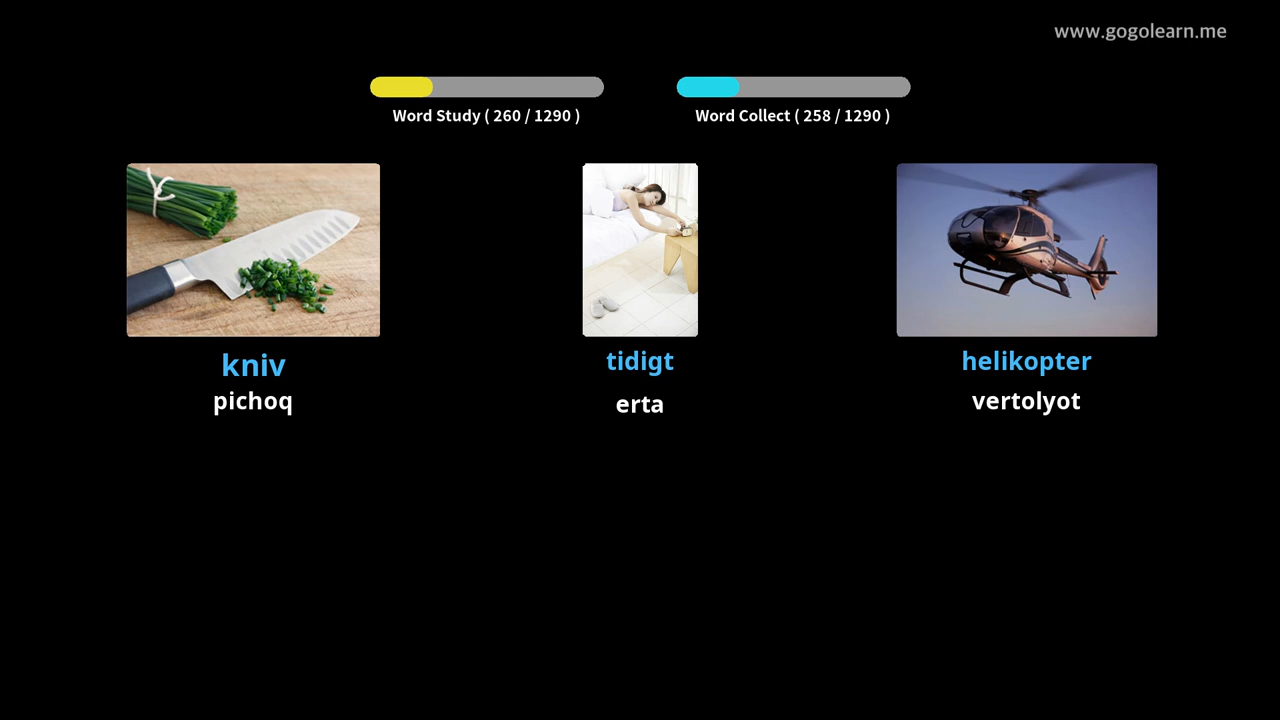 www.gogolearn.me
Word Study ( 260 / 1290 )
Word Collect ( 258 / 1290 )
kniv
pichoq
tidigt
erta
helikopter
vertolyot